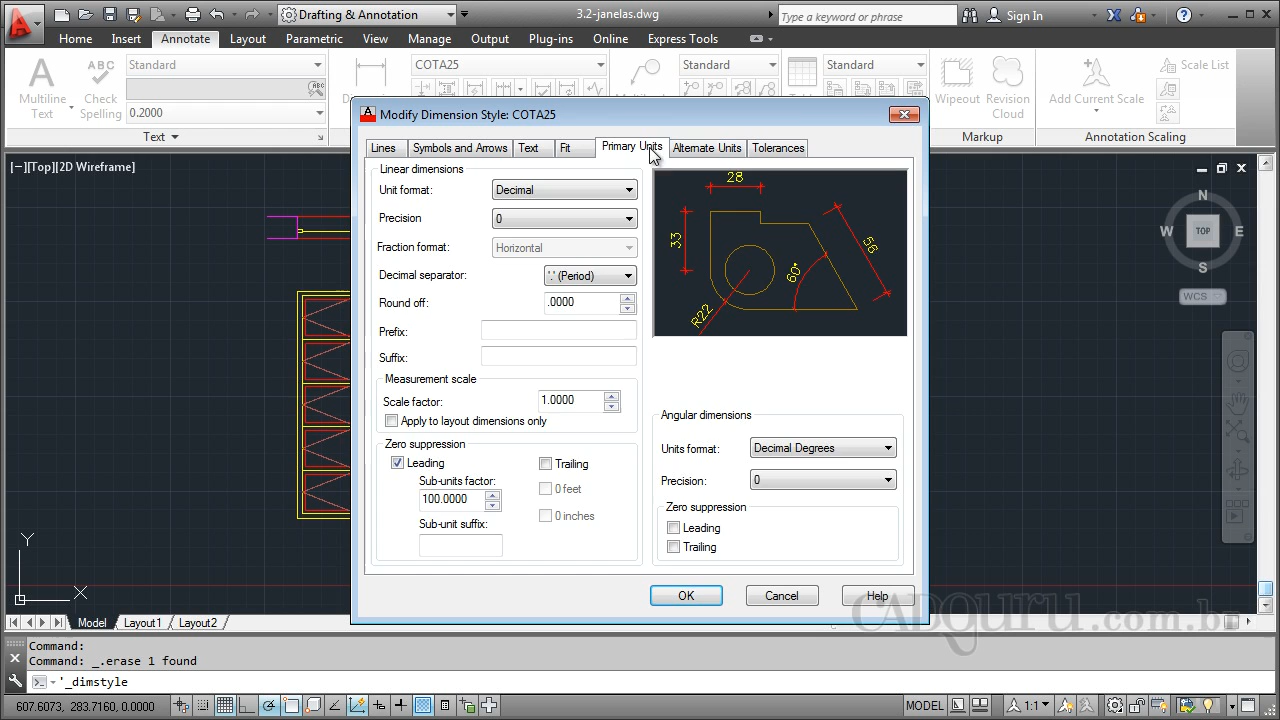 Drafting & Annotation
3.2-janelas.dwg
Type a keyword or phrase
Sign In
Home Insert Annotate Layout Parametric View Manage Output Plug-ins Online Express Tools
Standard
COTA25
Standard
Standard
Scale List
Multiline Text
ABC
Check Spelling
ABC
0.2000
Wipeout
Revision Cloud
Add Current Scale
Text
Markup
Annotation Scaling
Modify Dimension Style: COTA25
Lines Symbols and Arrows Text Fit Primary Units Alternate Units Tolerances
[−][Top][2D Wireframe]
Linear dimensions
Unit format: Decimal
Precision 0
Fraction format: Horizontal
Decimal separator: '.' (Period)
Round off: .0000
Prefix:
Suffix:
Measurement scale
Scale factor: 1.0000
Apply to layout dimensions only
Zero suppression
Leading
Trailing
Sub-units factor:
100.0000
0 feet
Sub-unit suffix:
0 inches
28
33
56
60°
R22
Angular dimensions
Units format: Decimal Degrees
Precision: 0
Zero suppression
Leading
Trailing
OK Cancel Help
N
W TOP E
S
WCS
Y
X
CADguru.com.br
Model Layout1 Layout2
Command:
Command: _.erase 1 found
'_dimstyle
607.6073, 283.7160, 0.0000
MODEL
1:1